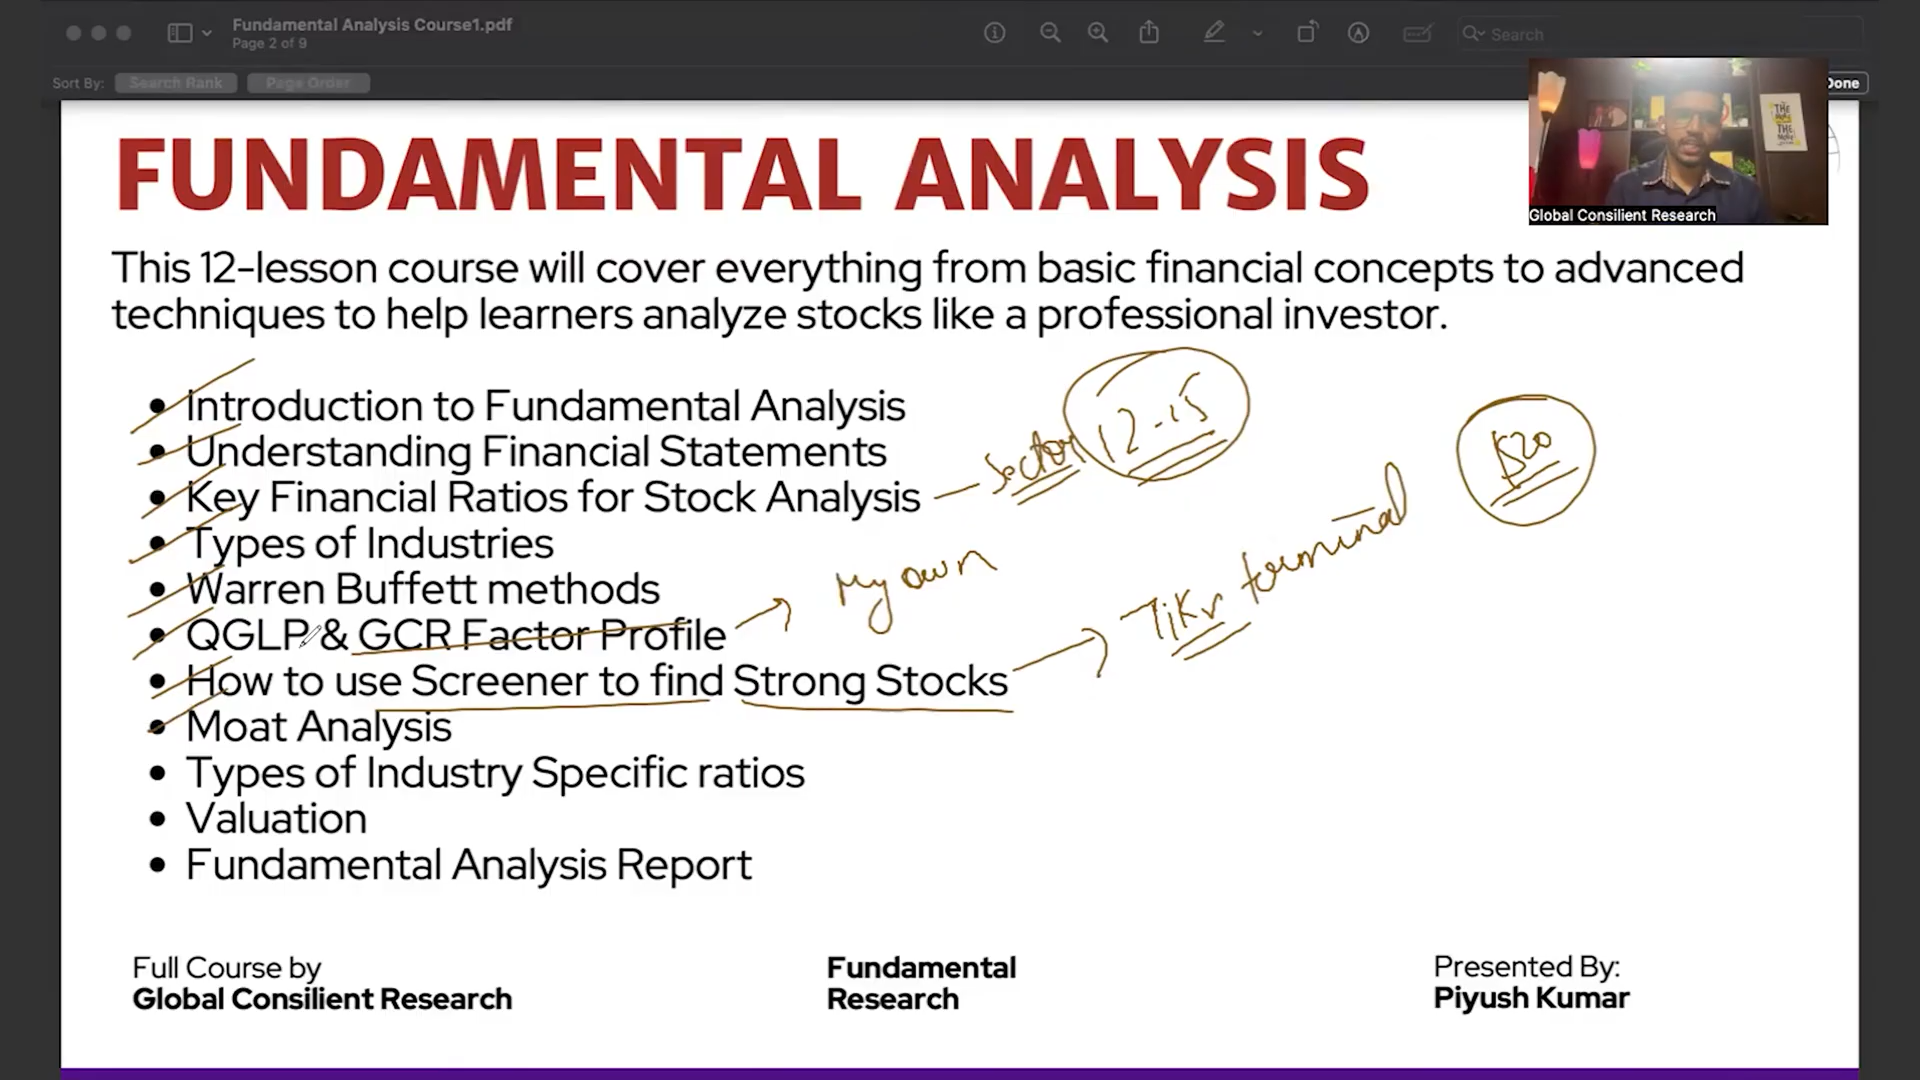 Fundamental Analysis Course1.pdf
Page 2 of 9
Search
Sort By: Search Rank Page Order
Done
Global Consilient Research
FUNDAMENTAL ANALYSIS
This 12-lesson course will cover everything from basic financial concepts to advanced
techniques to help learners analyze stocks like a professional investor.
• Introduction to Fundamental Analysis
• Understanding Financial Statements
• Key Financial Ratios for Stock Analysis
Sector 12-15
$20
• Types of Industries
• Warren Buffett methods
My own
• QGLP & GCR Factor Profile
• How to use Screener to find Strong Stocks
Tikr terminal
• Moat Analysis
• Types of Industry Specific ratios
• Valuation
• Fundamental Analysis Report
Full Course by
Global Consilient Research
Fundamental
Research
Presented By:
Piyush Kumar